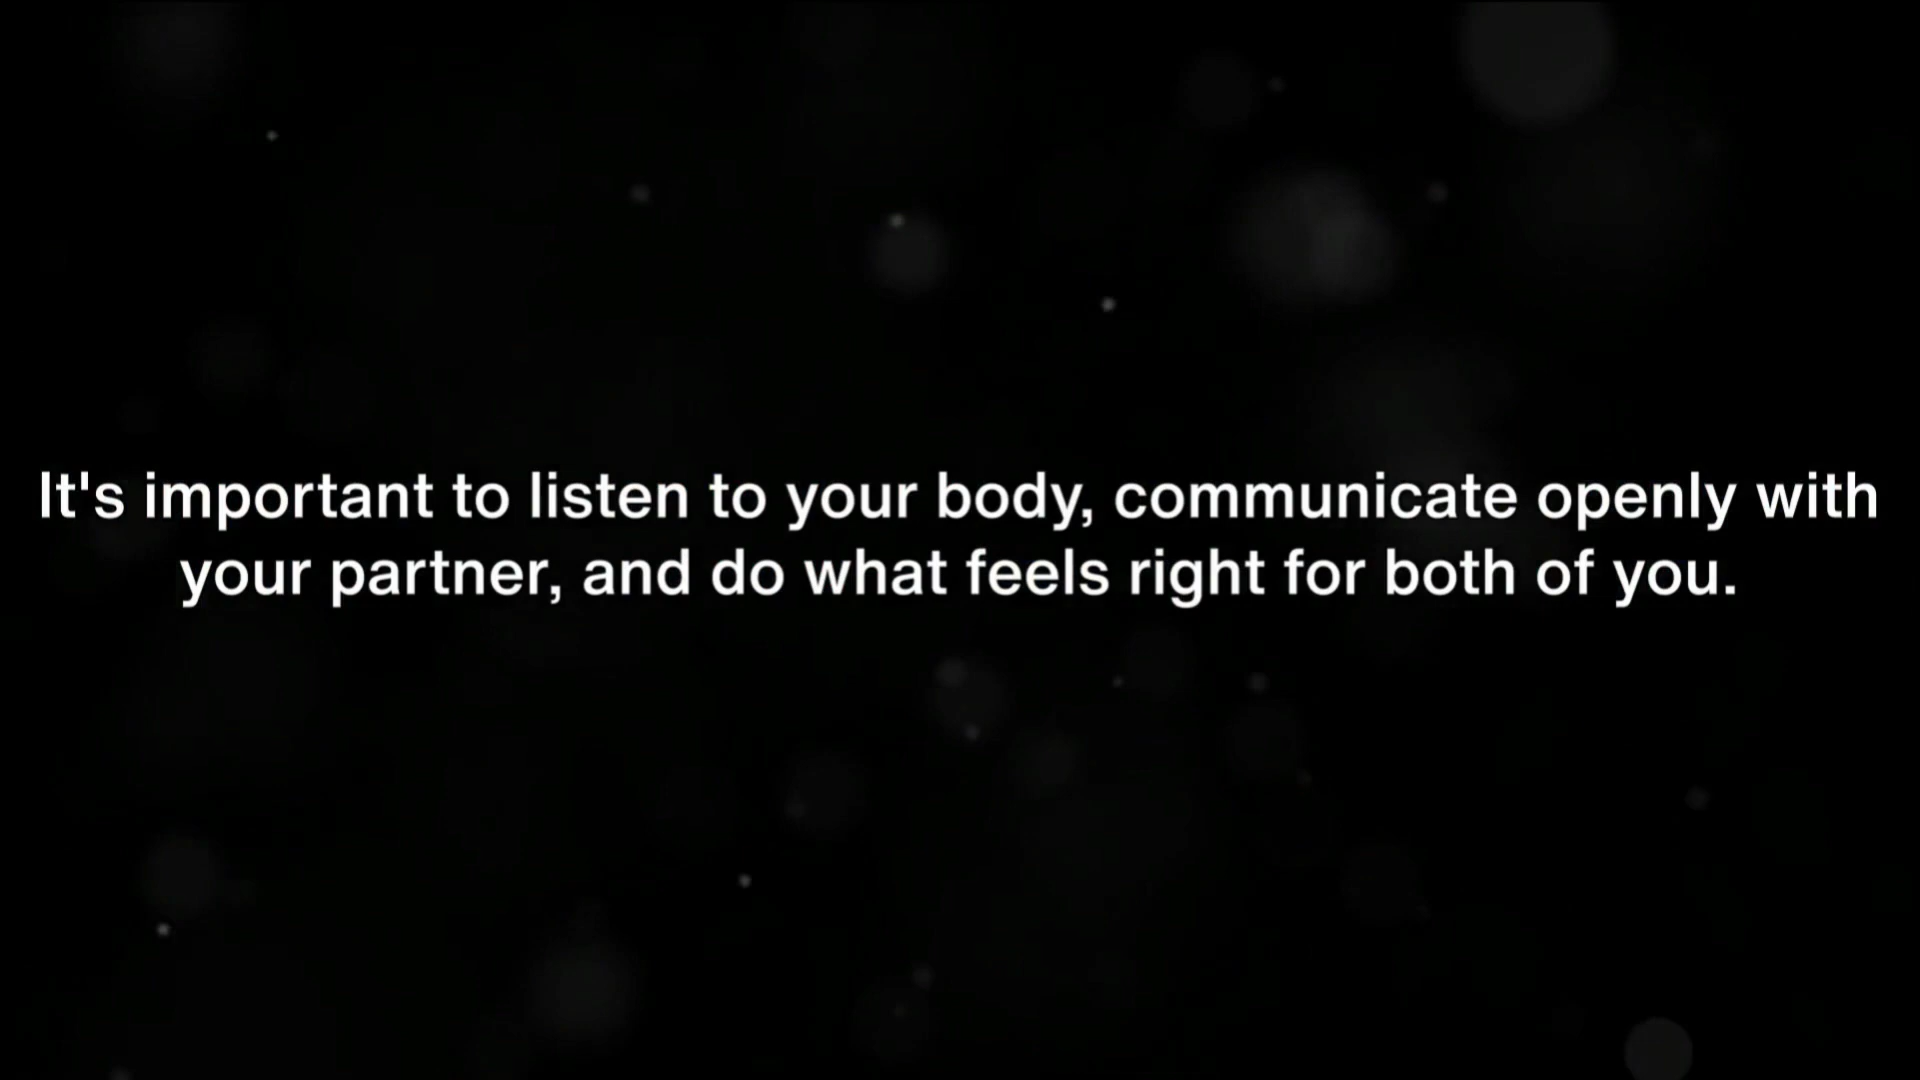 It's important to listen to your body, communicate openly with
your partner, and do what feels right for both of you.